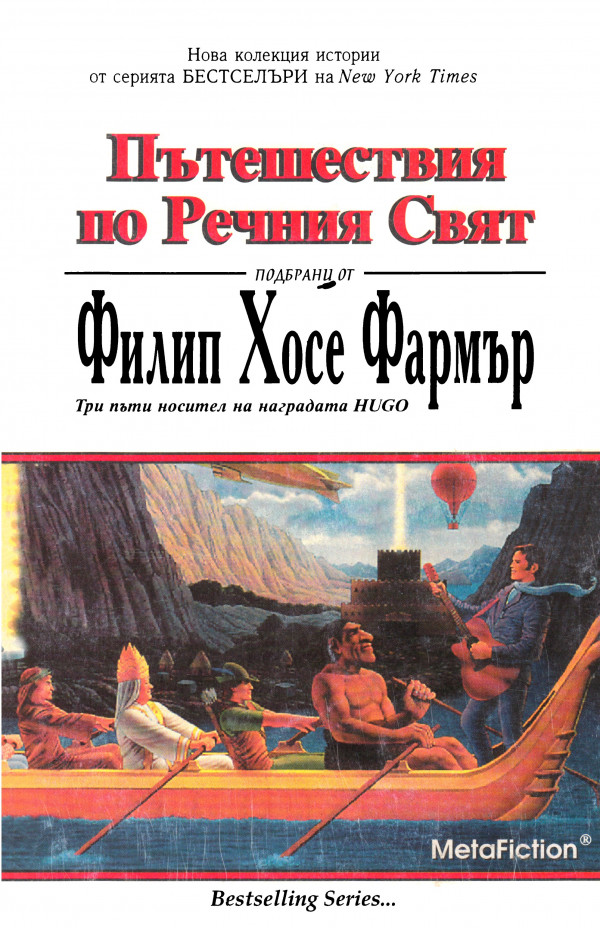 Нова колекция истории
от серията БЕСТСЕЛЪРИ на New York Times
Пътешествия
по Речния Свят
ПОДБРАНИ ОТ
Филип Хосе Фармър
Три пъти носител на наградата HUGO
MetaFiction®
Bestselling Series...